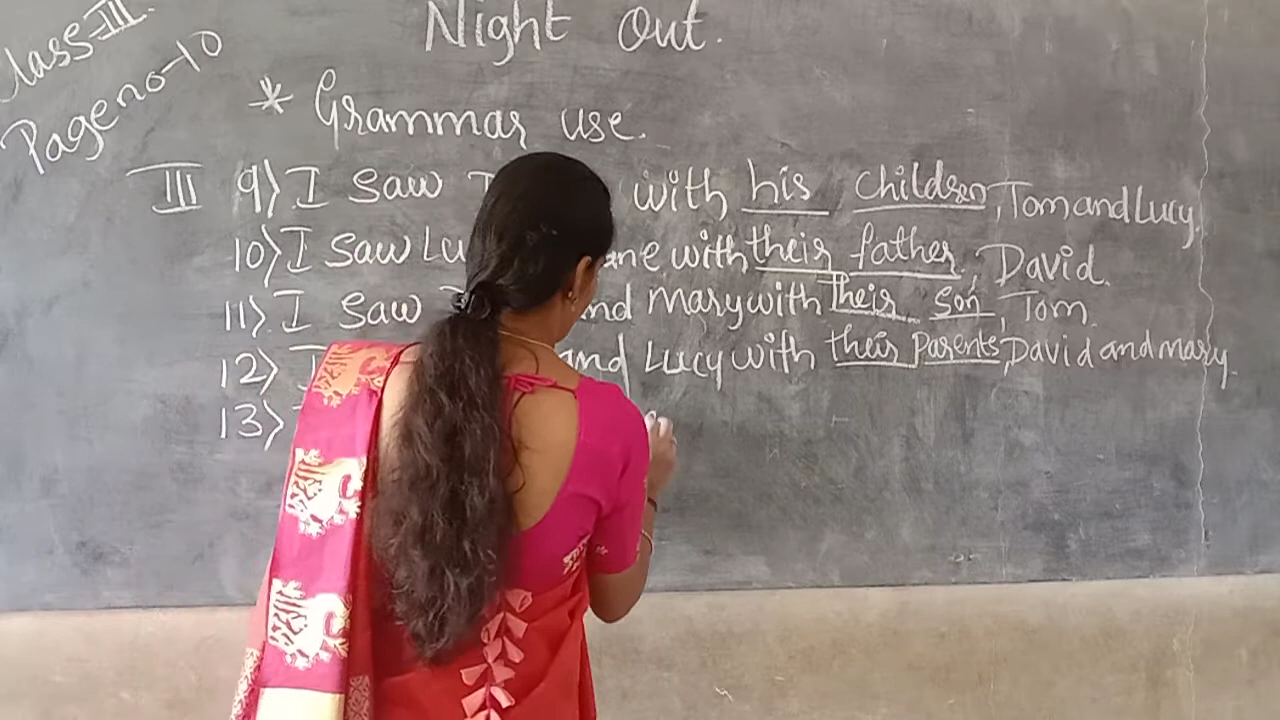 Class-III.
Page no-10
Night Out.
* Grammar use.
III 9) I saw with his children, Tom and Lucy.
10) I saw with their father, David.
11) I saw and Mary with their son, Tom.
12) and Lucy with their parents, David and mary
13)